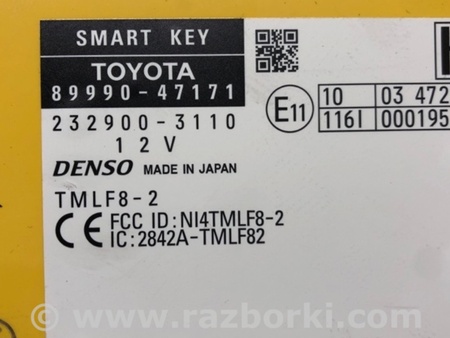 SMART KEY
TOYOTA
89990-47171
232900-3110
12V
DENSO MADE IN JAPAN
TMLF8-2
CE FCC ID:NI4TMLF8-2
IC:2842A-TMLF82
E11
10 03 472
116I 000195
© www.razborki.com